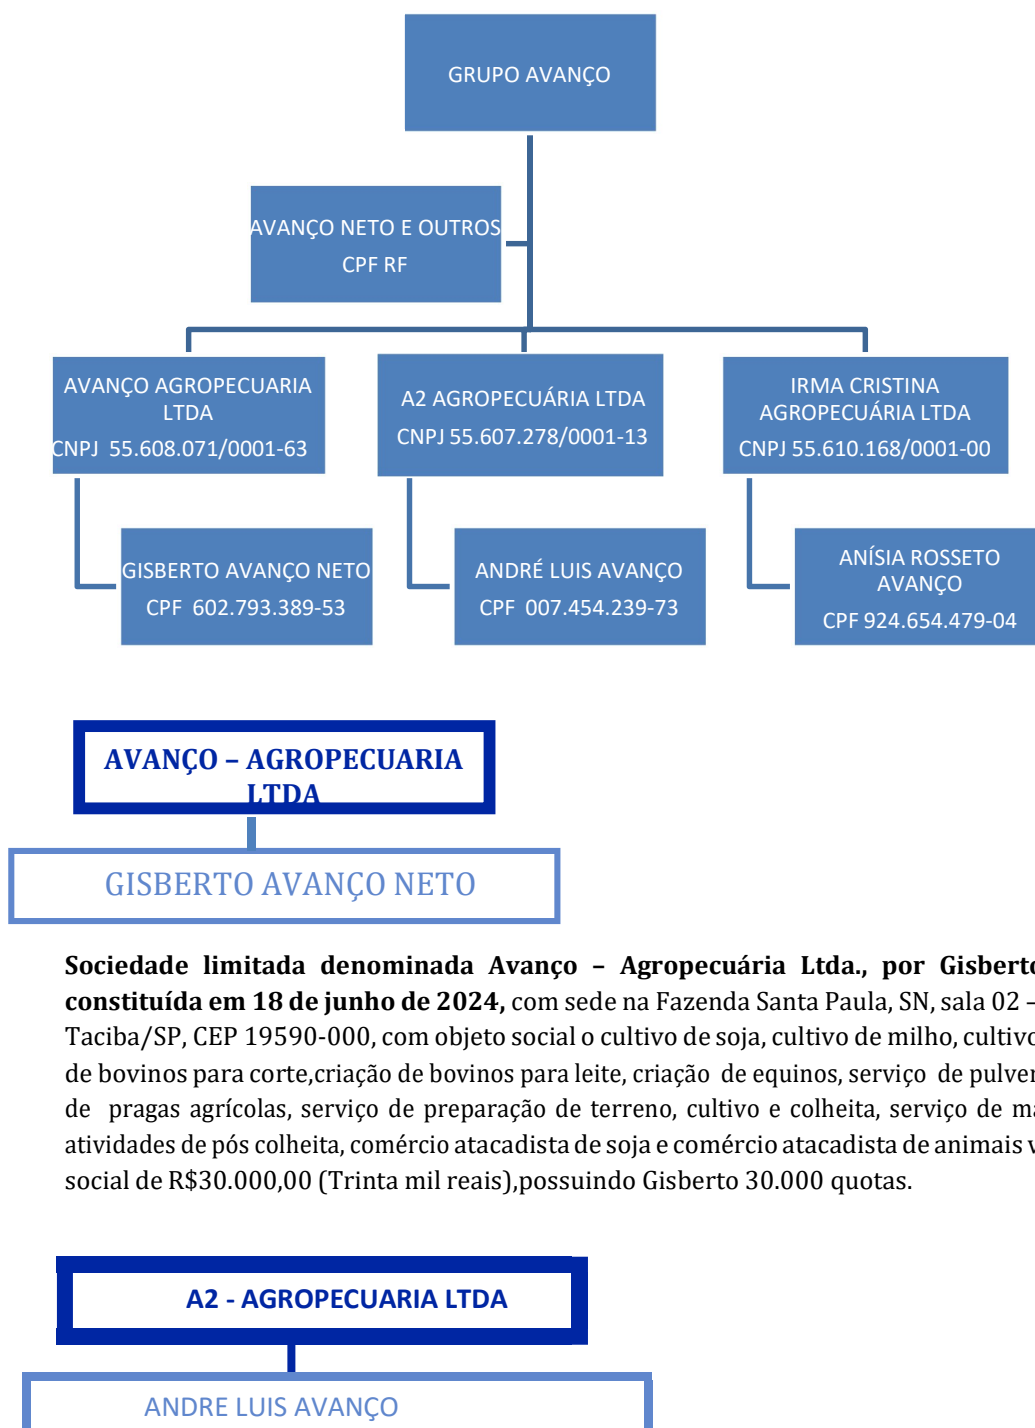 GRUPO AVANÇO
AVANÇO NETO E OUTROS
CPF RF
AVANÇO AGROPECUARIA
LTDA
CNPJ 55.608.071/0001-63
A2 AGROPECUÁRIA LTDA
CNPJ 55.607.278/0001-13
IRMA CRISTINA
AGROPECUÁRIA LTDA
CNPJ 55.610.168/0001-00
GISBERTO AVANÇO NETO
CPF 602.793.389-53
ANDRÉ LUIS AVANÇO
CPF 007.454.239-73
ANÍSIA ROSSETO
AVANÇO
CPF 924.654.479-04
AVANÇO – AGROPECUARIA
LTDA
GISBERTO AVANÇO NETO
Sociedade limitada denominada Avanço – Agropecuária Ltda., por Gisberto
constituída em 18 de junho de 2024, com sede na Fazenda Santa Paula, SN, sala 02 –
Taciba/SP, CEP 19590-000, com objeto social o cultivo de soja, cultivo de milho, cultivo
de bovinos para corte,criação de bovinos para leite, criação de equinos, serviço de pulver
de pragas agrícolas, serviço de preparação de terreno, cultivo e colheita, serviço de ma
atividades de pós colheita, comércio atacadista de soja e comércio atacadista de animais v
social de R$30.000,00 (Trinta mil reais),possuindo Gisberto 30.000 quotas.
A2 - AGROPECUARIA LTDA
ANDRE LUIS AVANÇO